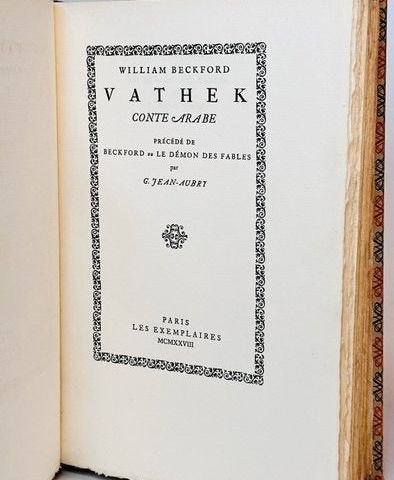 WILLIAM BECKFORD
VATHEK
CONTE ARABE
PRÉCÉDÉ DE
BECKFORD ou LE DÉMON DES FABLES
par
G. JEAN-AUBRY
PARIS
LES EXEMPLAIRES
MCMXXVIII